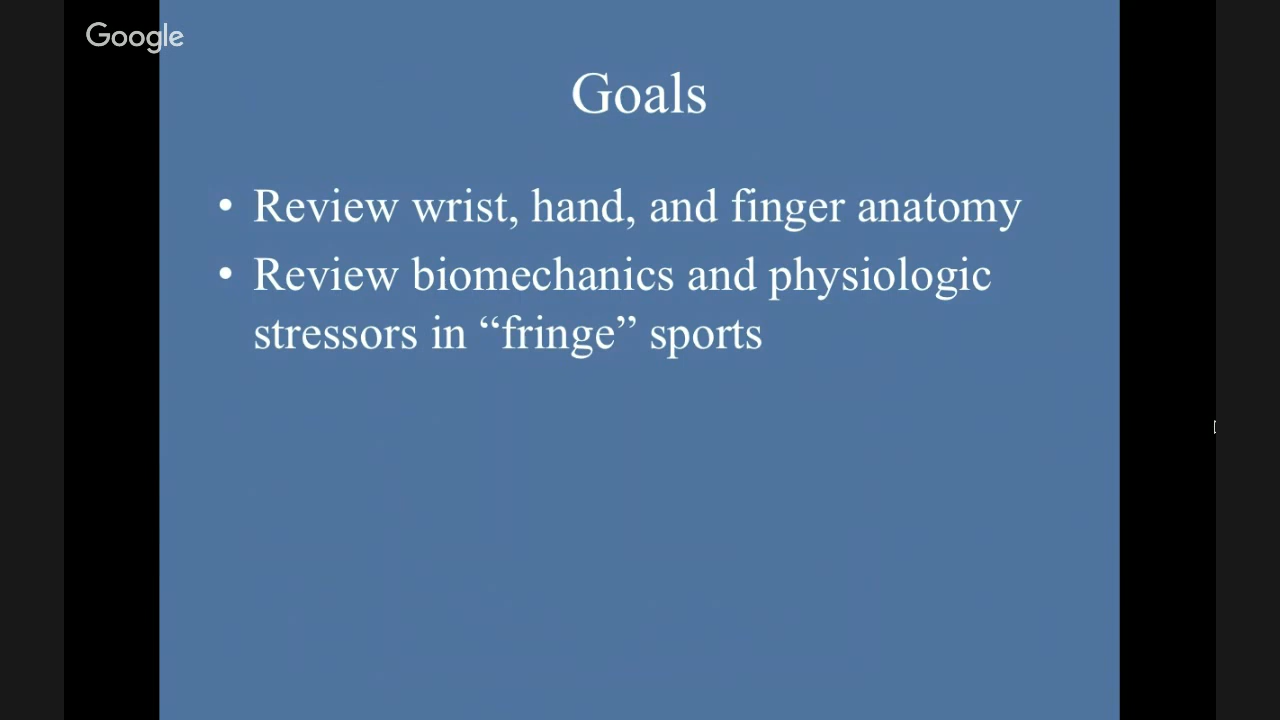 Google
Goals
• Review wrist, hand, and finger anatomy
• Review biomechanics and physiologic
stressors in “fringe” sports